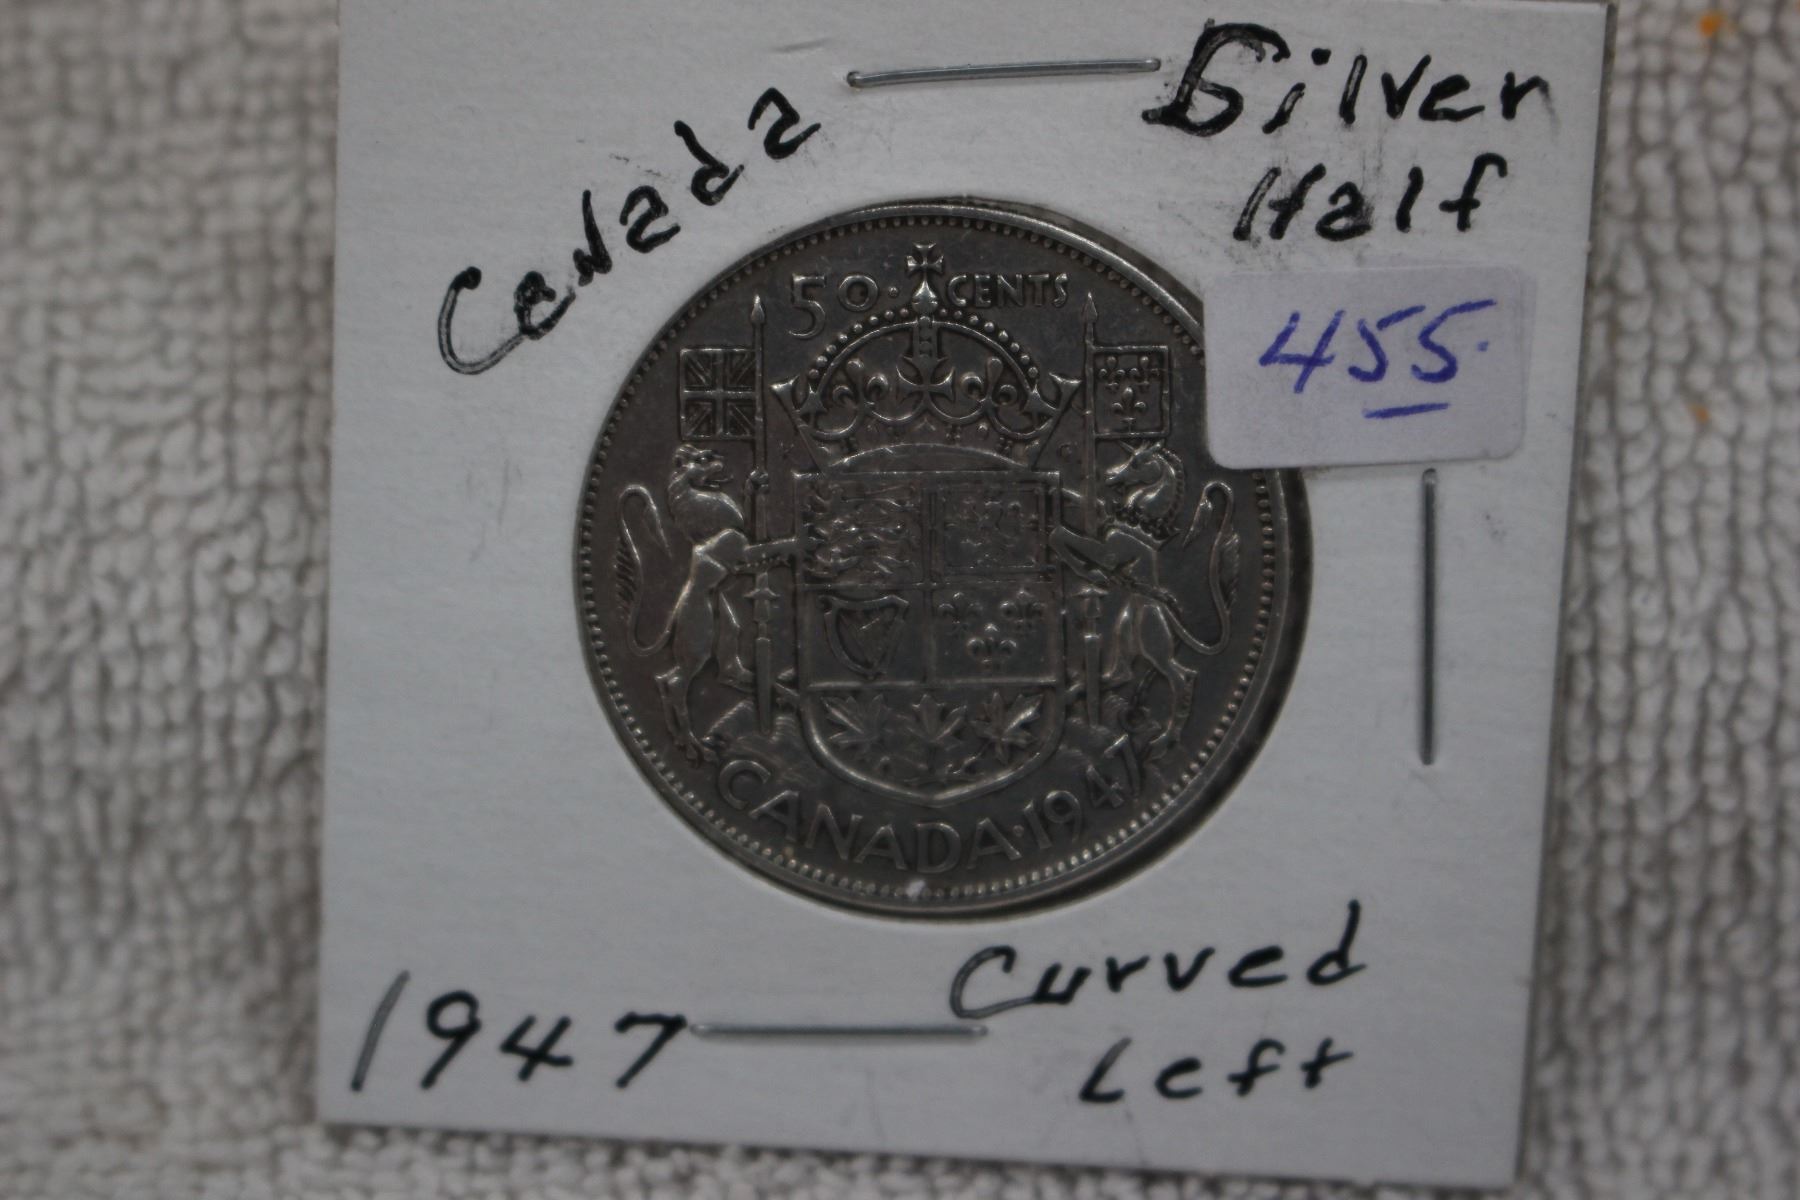 Canada
Silver
Half
455.
50 · CENTS
CANADA · 1947
1947
Curved
Left